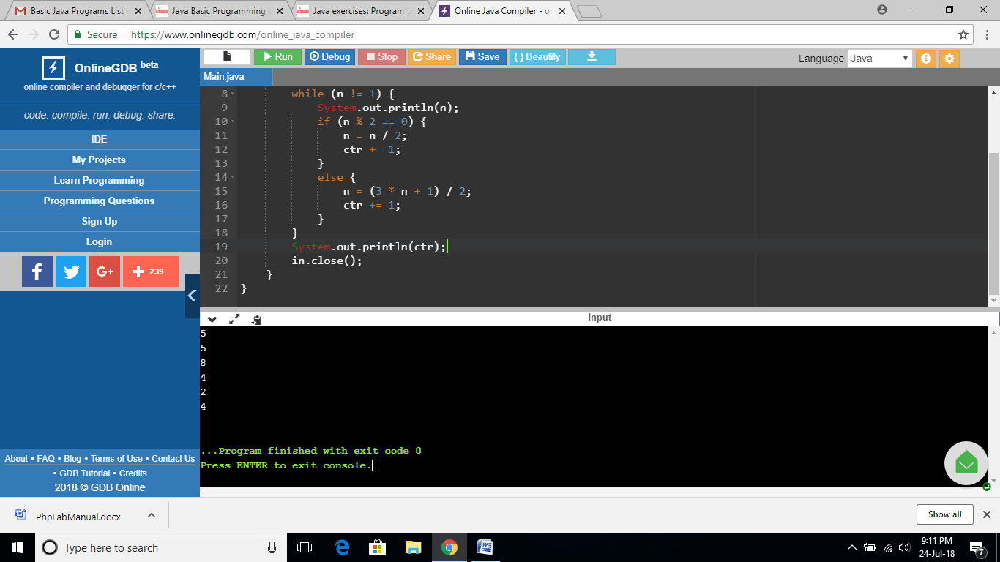 Basic Java Programs List -
Java Basic Programming
Java exercises: Program t
Online Java Compiler - o
Secure https://www.onlinegdb.com/online_java_compiler
OnlineGDB beta
online compiler and debugger for c/c++
code. compile. run. debug. share.
IDE
My Projects
Learn Programming
Programming Questions
Sign Up
Login
f G+ + 239
About • FAQ • Blog • Terms of Use • Contact Us
• GDB Tutorial • Credits
2018 © GDB Online
Run Debug Stop Share Save {} Beautify
Language Java
Main.java
8 while (n != 1) {
9 System.out.println(n);
10 if (n % 2 == 0) {
11 n = n / 2;
12 ctr += 1;
13 }
14 else {
15 n = (3 * n + 1) / 2;
16 ctr += 1;
17 }
18 }
19 System.out.println(ctr);
20 in.close();
21 }
22 }
input
5
5
8
4
2
4
...Program finished with exit code 0
Press ENTER to exit console.
PhpLabManual.docx
Show all
Type here to search
9:11 PM
24-Jul-18
7